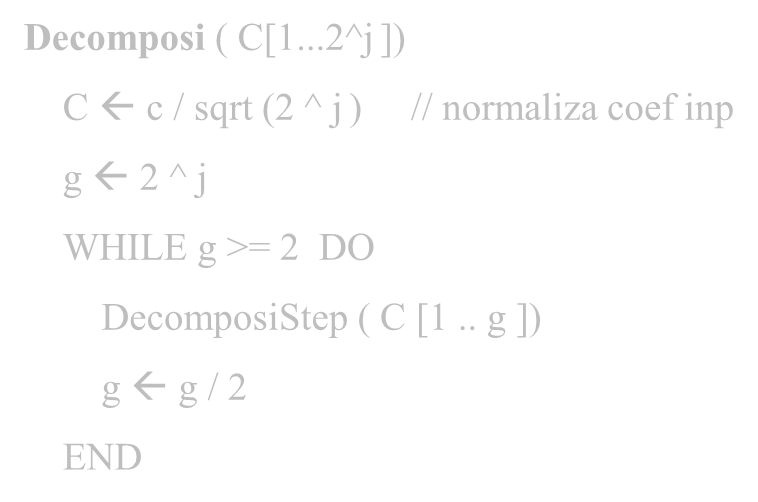 Decomposi ( C[1...2^j ])
C ← c / sqrt (2 ^ j ) // normaliza coef inp
g ← 2 ^ j
WHILE g >= 2 DO
DecomposiStep ( C [1 .. g ])
g ← g / 2
END